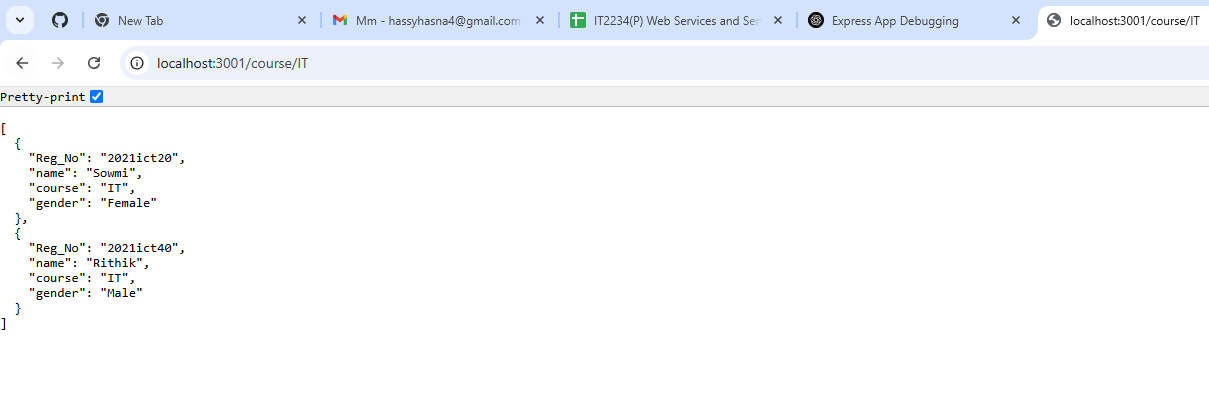 New Tab
Mm - hassyhasna4@gmail.com
IT2234(P) Web Services and Ser
Express App Debugging
localhost:3001/course/IT
localhost:3001/course/IT
Pretty-print
[
  {
    "Reg_No": "2021ict20",
    "name": "Sowmi",
    "course": "IT",
    "gender": "Female"
  },
  {
    "Reg_No": "2021ict40",
    "name": "Rithik",
    "course": "IT",
    "gender": "Male"
  }
]